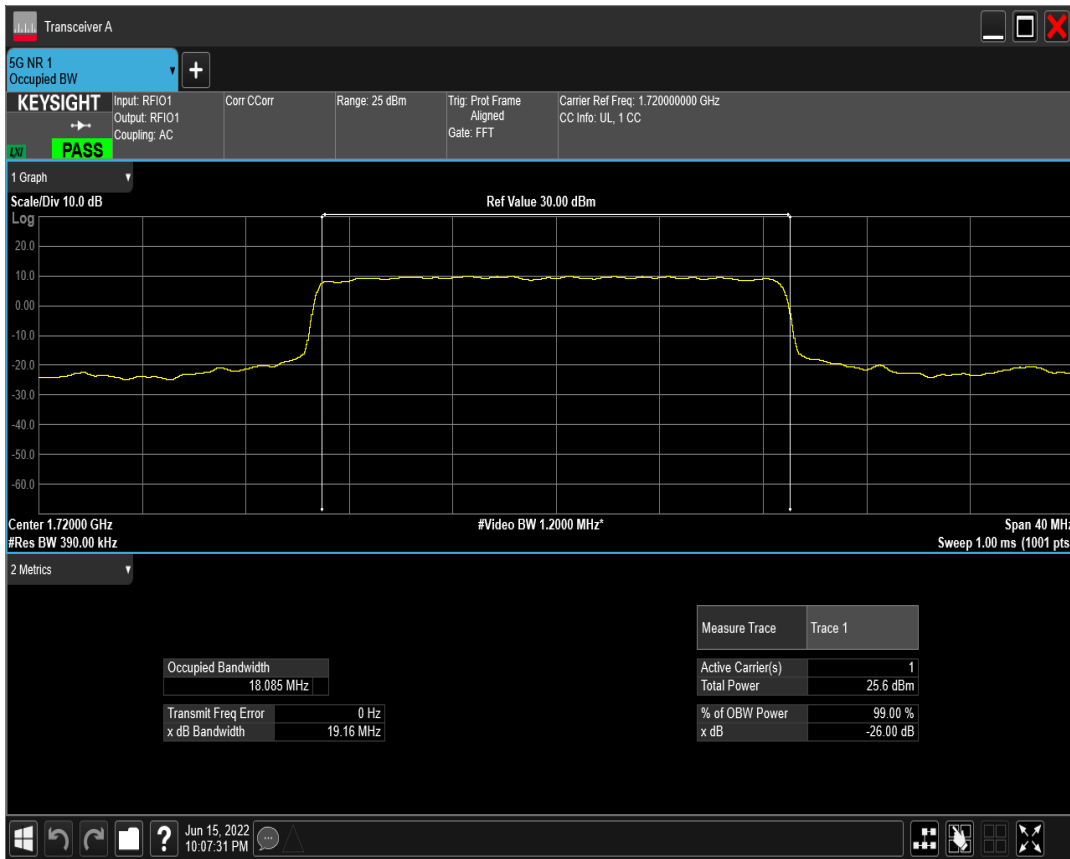 Transceiver A
5G NR 1
Occupied BW
+
KEYSIGHT
LXI
PASS
Input: RFIO1
Output: RFIO1
Coupling: AC
Corr CCorr
Range: 25 dBm
Trig: Prot Frame
Aligned
Gate: FFT
Carrier Ref Freq: 1.720000000 GHz
CC Info: UL, 1 CC
1 Graph
Scale/Div 10.0 dB
Ref Value 30.00 dBm
Log
20.0
10.0
0.00
-10.0
-20.0
-30.0
-40.0
-50.0
-60.0
Center 1.72000 GHz
#Video BW 1.2000 MHz*
Span 40 MHz
#Res BW 390.00 kHz
Sweep 1.00 ms (1001 pts
2 Metrics
Measure Trace Trace 1
Occupied Bandwidth
18.085 MHz
Active Carrier(s) 1
Total Power 25.6 dBm
Transmit Freq Error 0 Hz
x dB Bandwidth 19.16 MHz
% of OBW Power 99.00 %
x dB -26.00 dB
?
Jun 15, 2022
10:07:31 PM